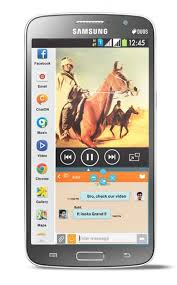 SAMSUNG
DUOS
12:45
Facebook
Email
ChatON
Music
Video
Chrome
Gallery
Maps
Bro, check our video
It looks Grand !!
Enter message